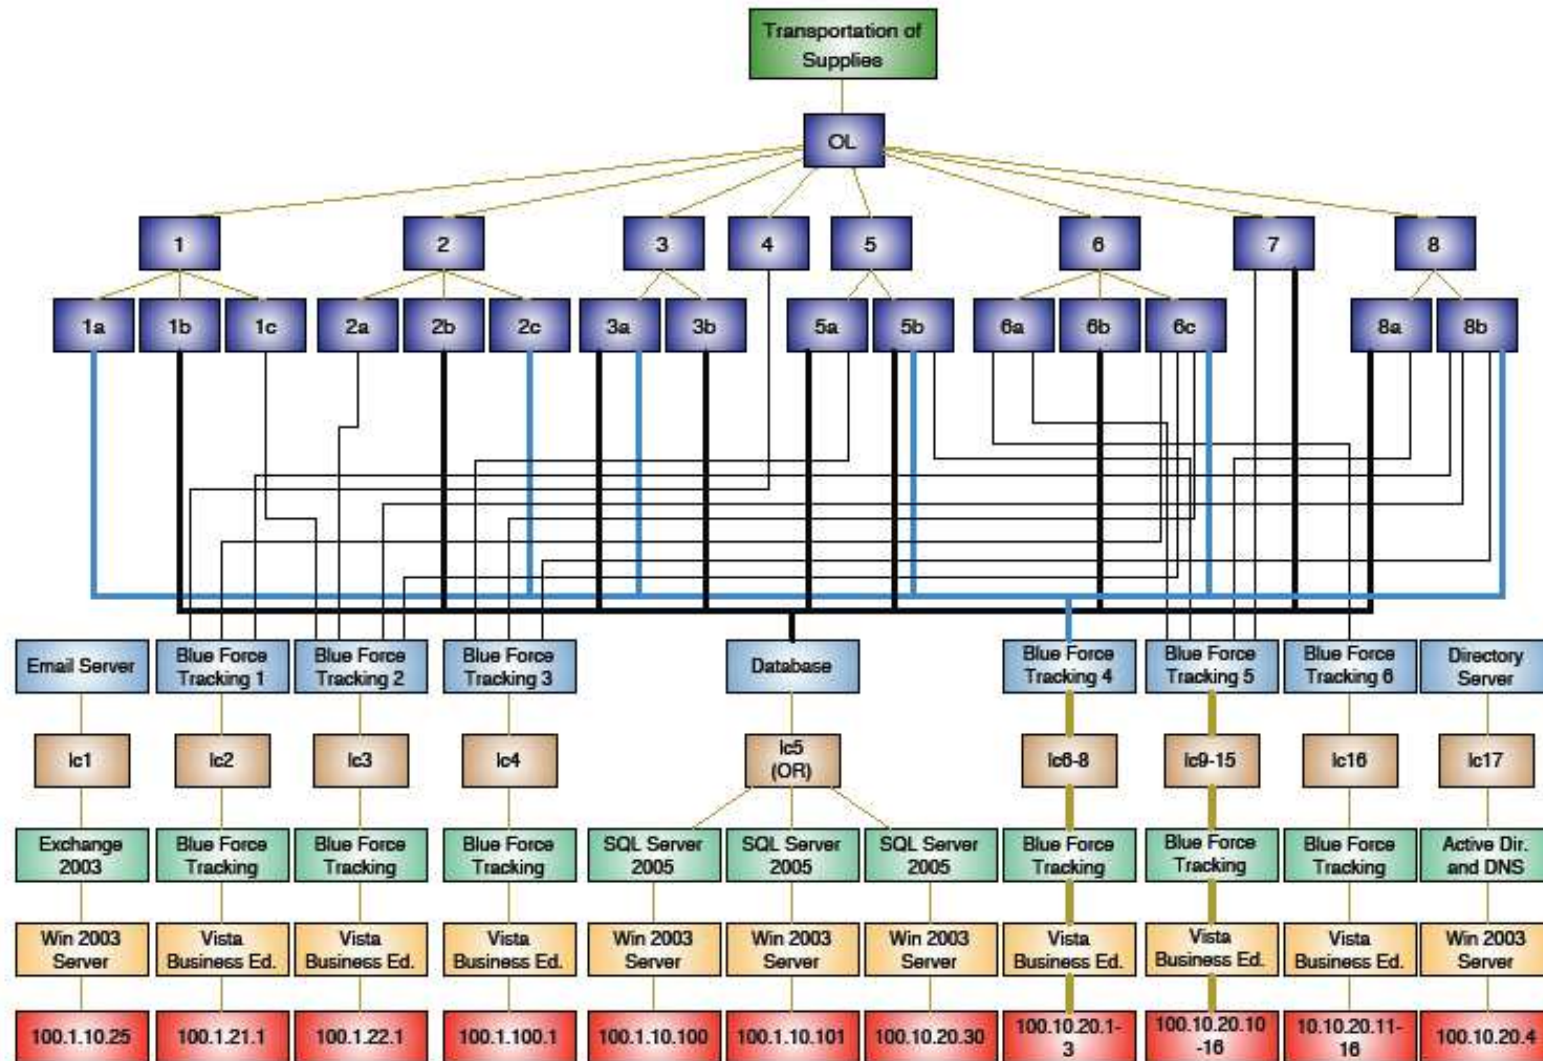 Transportation of
Supplies
OL
1
2
3
4
5
6
7
8
1a
1b
1c
2a
2b
2c
3a
3b
5a
5b
6a
6b
6c
8a
8b
Email Server
Blue Force
Tracking 1
Blue Force
Tracking 2
Blue Force
Tracking 3
Database
Blue Force
Tracking 4
Blue Force
Tracking 5
Blue Force
Tracking 6
Directory
Server
Ic1
Ic2
Ic3
Ic4
Ic5
(OR)
Ic6-8
Ic9-15
Ic16
Ic17
Exchange
2003
Blue Force
Tracking
Blue Force
Tracking
Blue Force
Tracking
SQL Server
2005
SQL Server
2005
SQL Server
2005
Blue Force
Tracking
Blue Force
Tracking
Blue Force
Tracking
Active Dir.
and DNS
Win 2003
Server
Vista
Business Ed.
Vista
Business Ed.
Vista
Business Ed.
Win 2003
Server
Win 2003
Server
Win 2003
Server
Vista
Business Ed.
Vista
Business Ed.
Vista
Business Ed.
Win 2003
Server
100.1.10.25
100.1.21.1
100.1.22.1
100.1.100.1
100.1.10.100
100.1.10.101
100.10.20.30
100.10.20.1-
3
100.10.20.10
-16
10.10.20.11-
16
100.10.20.4